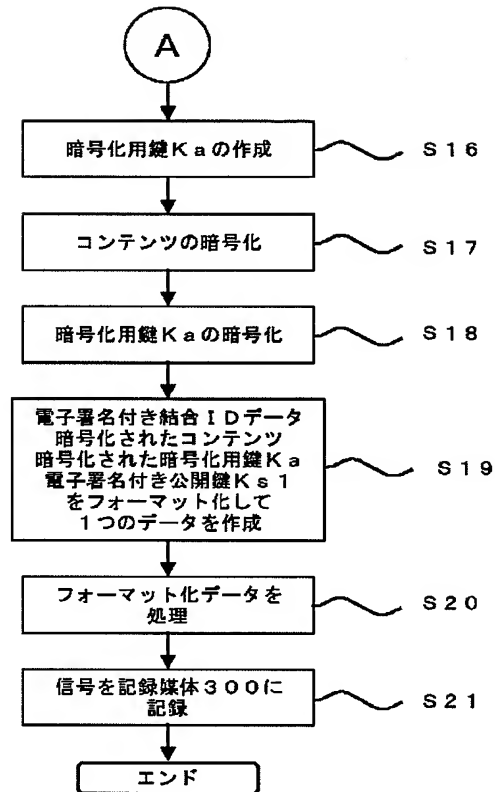 A
暗号化用鍵Kaの作成
S16
コンテンツの暗号化
S17
暗号化用鍵Kaの暗号化
S18
電子署名付き結合IDデータ
暗号化されたコンテンツ
暗号化された暗号化用鍵Ka
電子署名付き公開鍵Ks1
をフォーマット化して
1つのデータを作成
S19
フォーマット化データを
処理
S20
信号を記録媒体300に
記録
S21
エンド